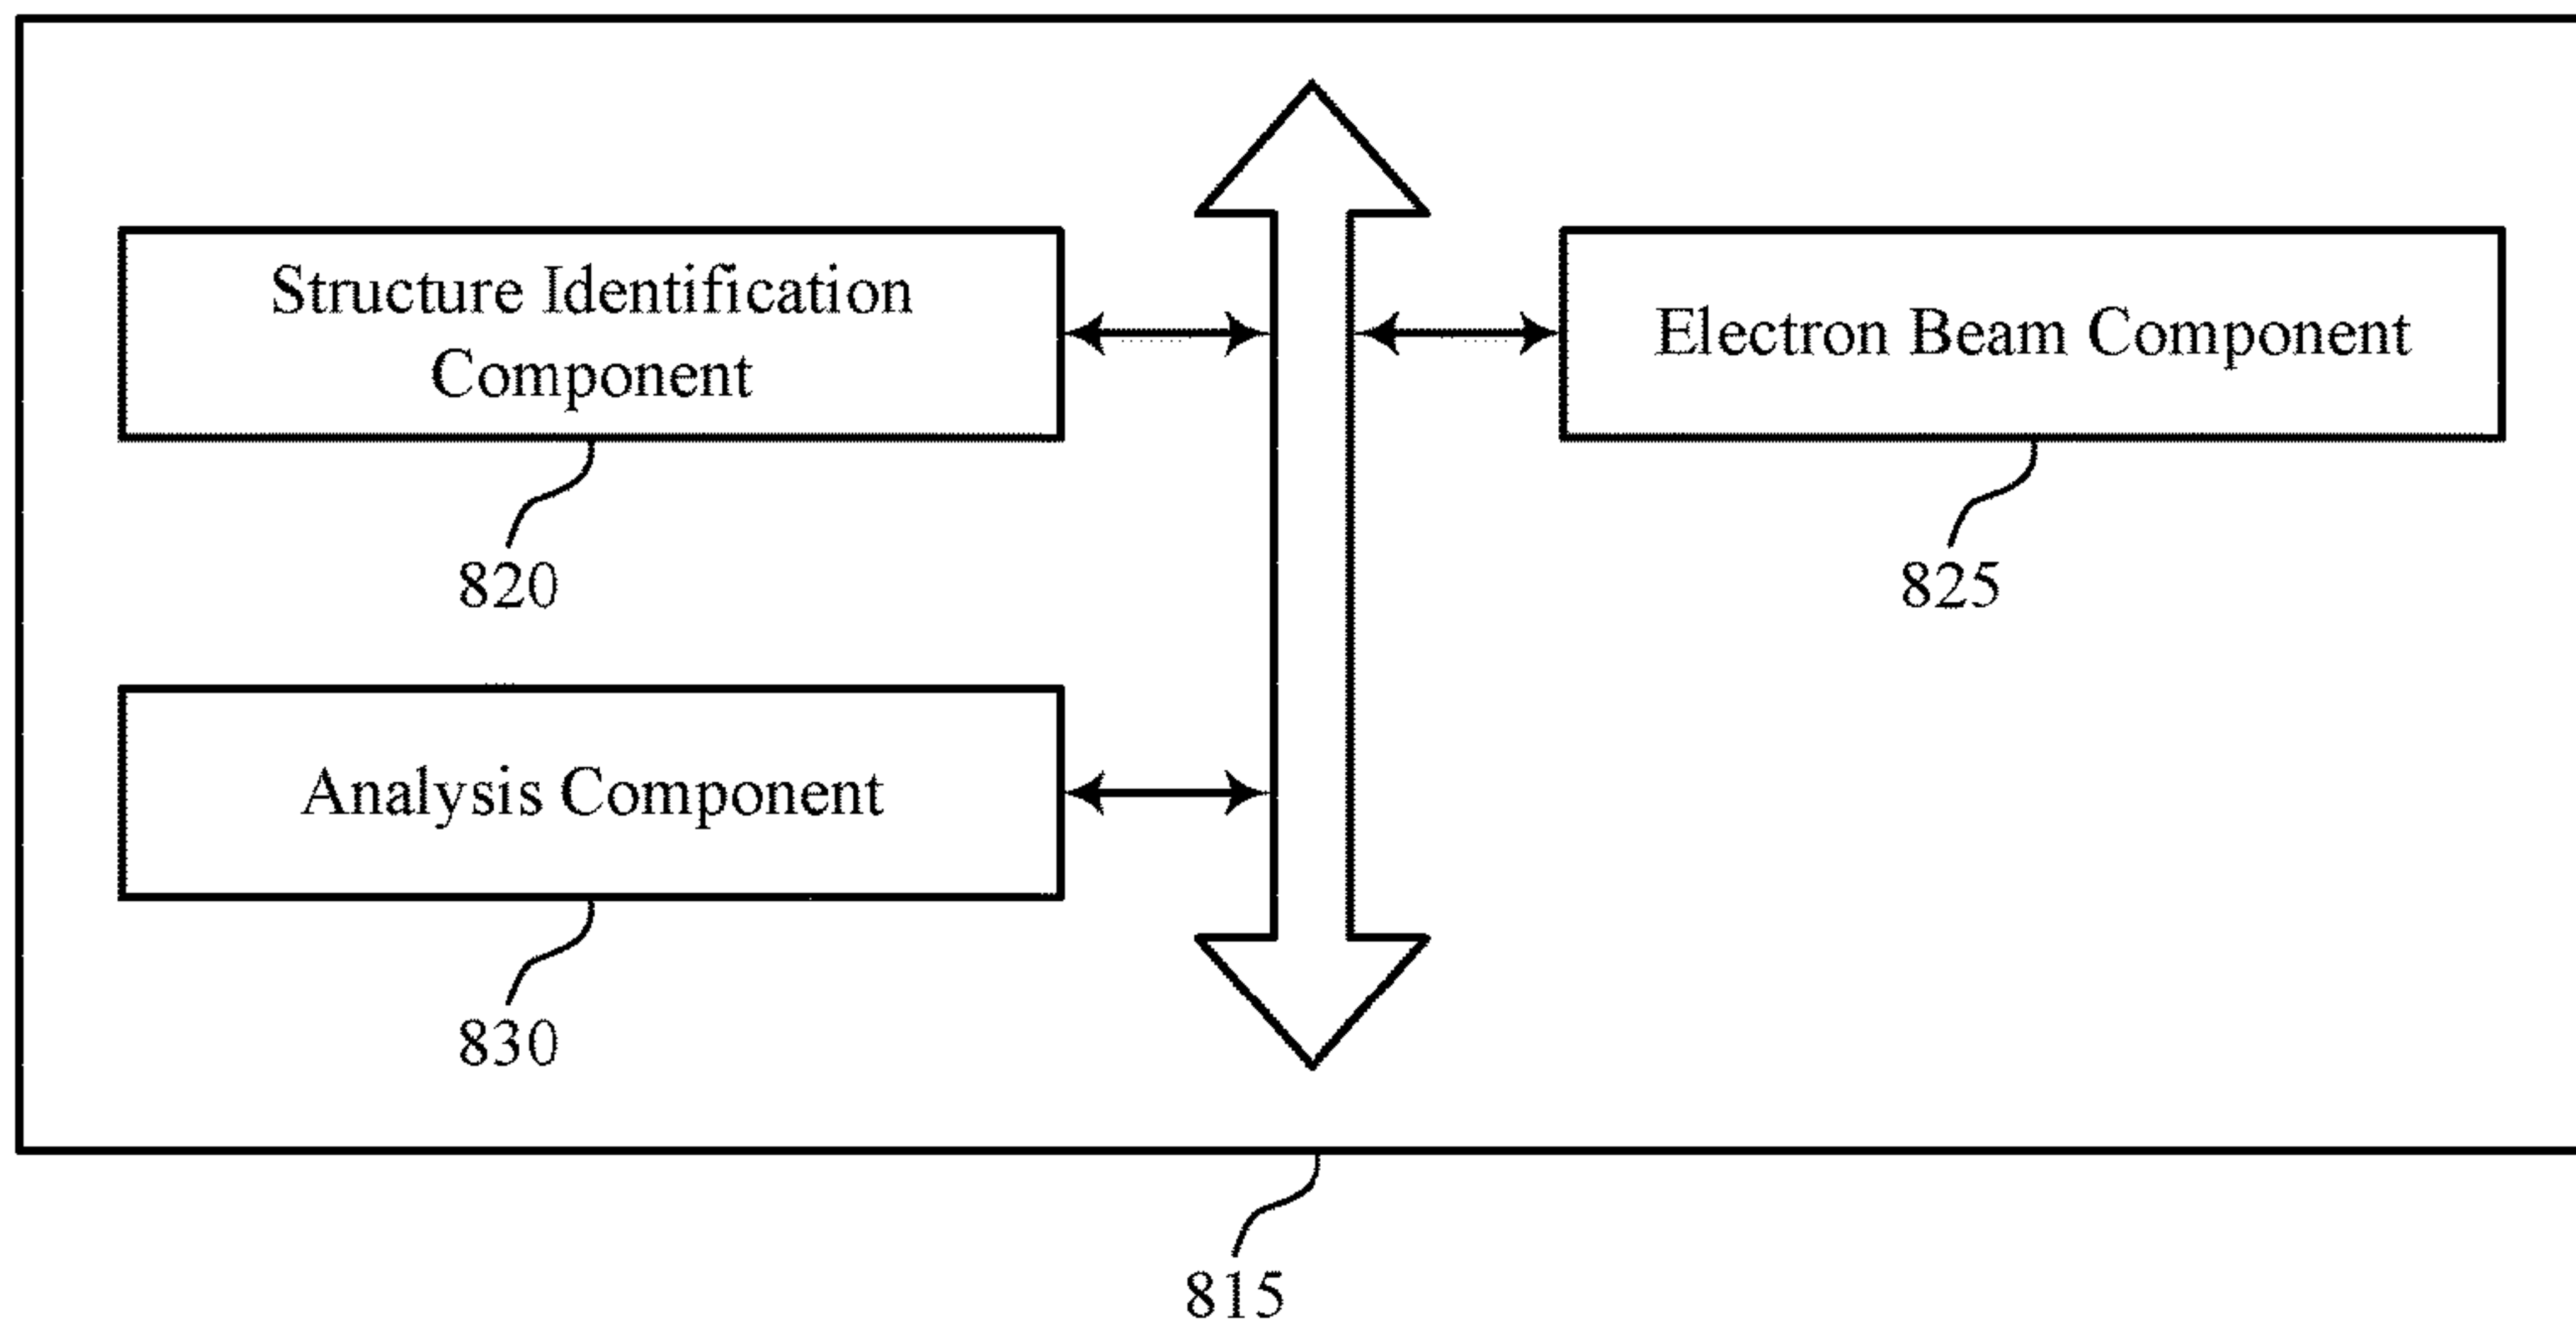 Structure Identification
Component
Electron Beam Component
820
825
Analysis Component
830
815